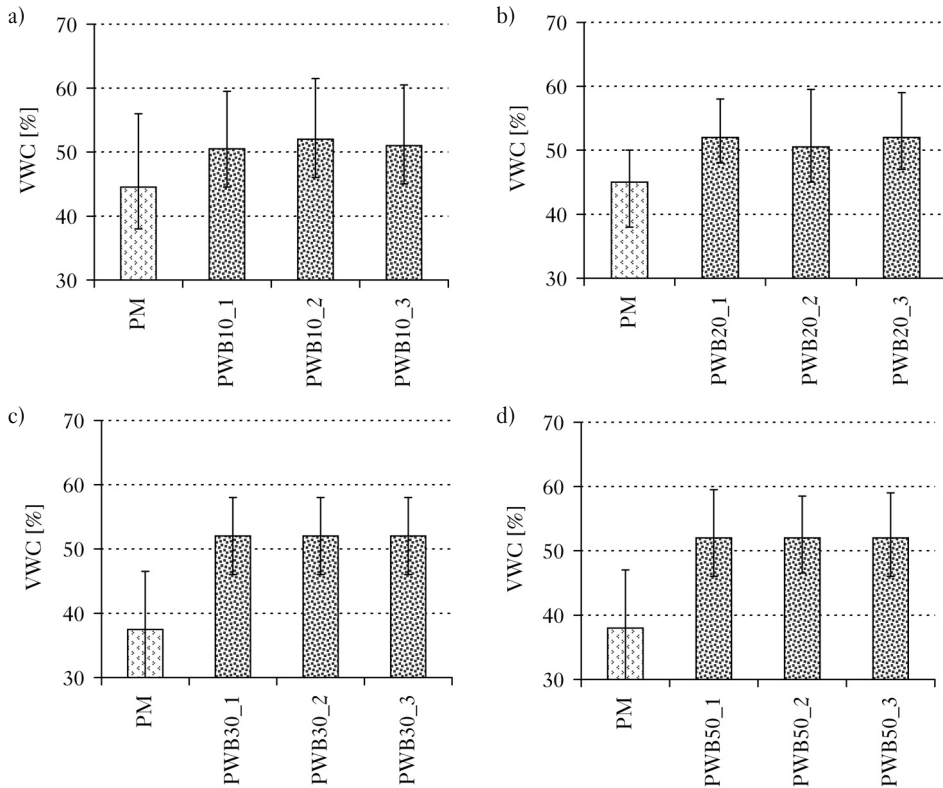 a)
VWC [%]
70
60
50
40
30
PM
PWB10_1
PWB10_2
PWB10_3
b)
VWC [%]
70
60
50
40
30
PM
PWB20_1
PWB20_2
PWB20_3
c)
VWC [%]
70
60
50
40
30
PM
PWB30_1
PWB30_2
PWB30_3
d)
VWC [%]
70
60
50
40
30
PM
PWB50_1
PWB50_2
PWB50_3